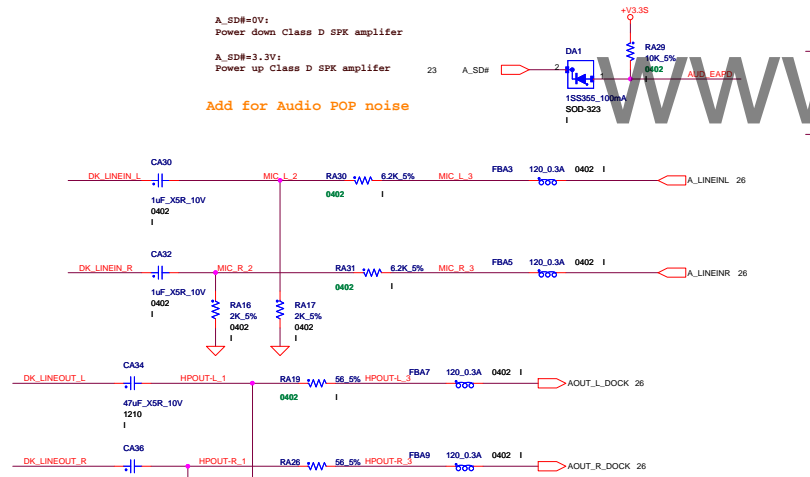 A_SD#=0V:
Power down Class D SPK amplifer
A_SD#=3.3V:
Power up Class D SPK amplifer
Add for Audio POP noise
+V3.3S
RA29
10K_5%
0402
I
DA1
23 A_SD#
2
1
AUD_EAPD
1SS355_100mA
SOD-323
I
WWW
CA30
DK_LINEIN_L
MIC_L_2
RA30
6.2K_5%
MIC_L_3
FBA3
120_0.3A
0402 I
A_LINEINL 26
1uF_X5R_10V
0402
I
0402
I
CA32
DK_LINEIN_R
MIC_R_2
RA31
6.2K_5%
MIC_R_3
FBA5
120_0.3A
0402 I
A_LINEINR 26
1uF_X5R_10V
0402
I
0402
I
RA16
2K_5%
0402
I
RA17
2K_5%
0402
I
CA34
DK_LINEOUT_L
HPOUT-L_1
RA19
56_5%
HPOUT-L_3
FBA7
120_0.3A
0402 I
AOUT_L_DOCK 26
47uF_X5R_10V
1210
I
0402
I
CA36
DK_LINEOUT_R
HPOUT-R_1
RA26
56_5%
HPOUT-R_3
FBA9
120_0.3A
0402 I
AOUT_R_DOCK 26